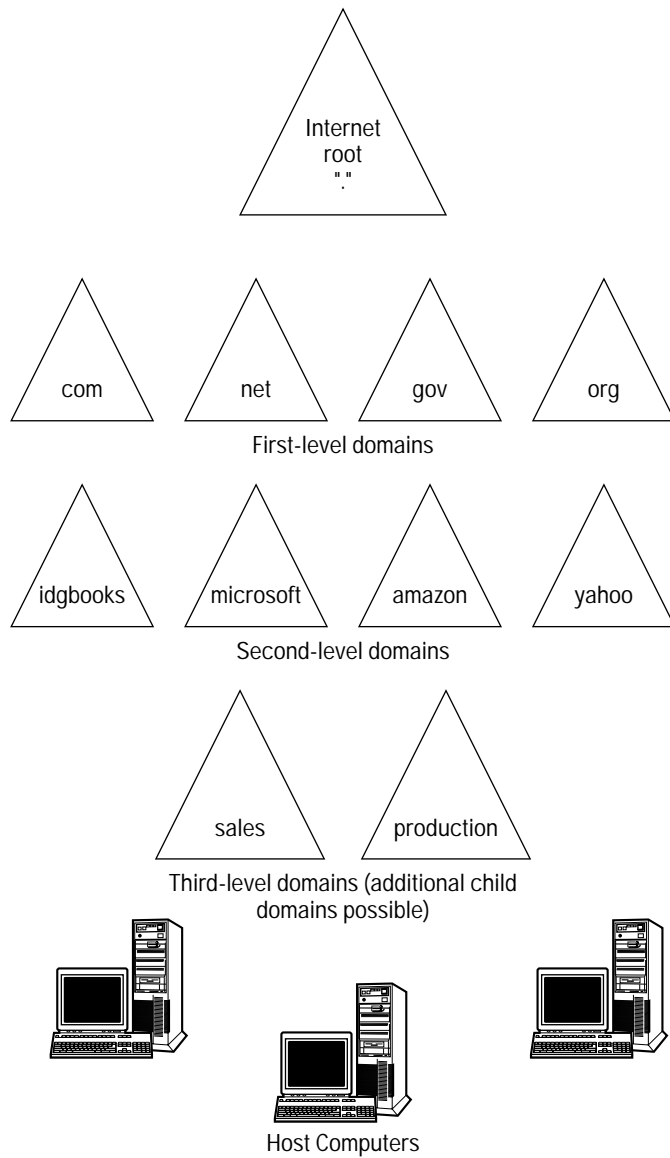 Internet
root
"."
com
net
gov
org
First-level domains
idgbooks
microsoft
amazon
yahoo
Second-level domains
sales
production
Third-level domains (additional child
domains possible)
Host Computers